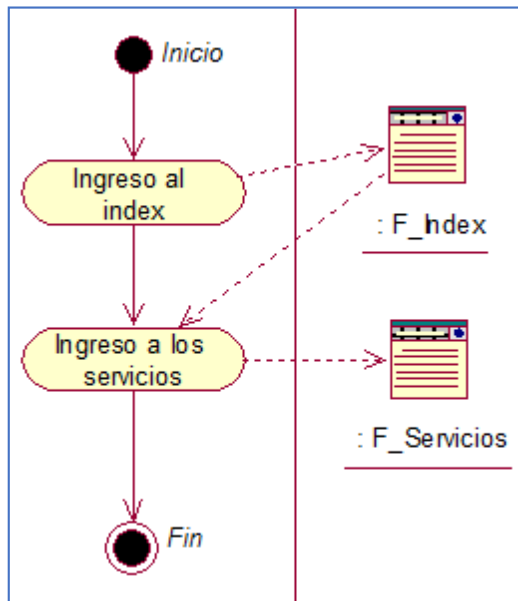 Inicio
Ingreso al
index
: F_Index
Ingreso a los
servicios
: F_Servicios
Fin